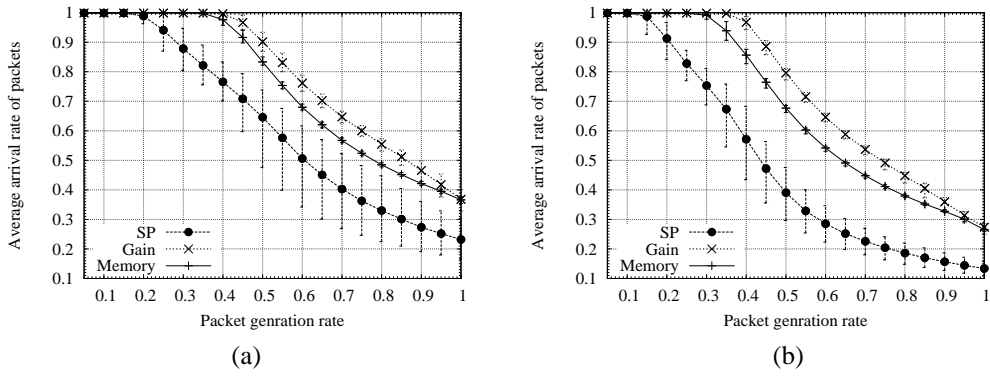 Average arrival rate of packets
1
0.9
0.8
0.7
0.6
0.5
0.4
0.3
0.2
0.1
SP
Gain
Memory
0.1 0.2 0.3 0.4 0.5 0.6 0.7 0.8 0.9 1
Packet genration rate
(a)
Average arrival rate of packets
1
0.9
0.8
0.7
0.6
0.5
0.4
0.3
0.2
0.1
SP
Gain
Memory
0.1 0.2 0.3 0.4 0.5 0.6 0.7 0.8 0.9 1
Packet genration rate
(b)